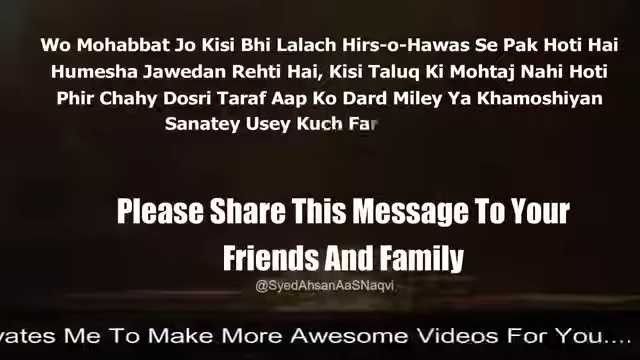 Wo Mohabbat Jo Kisi Bhi Lalach Hirs-o-Hawas Se Pak Hoti Hai
Humesha Jawedan Rehti Hai, Kisi Taluq Ki Mohtaj Nahi Hoti
Phir Chahy Dosri Taraf Aap Ko Dard Miley Ya Khamoshiyan
Sanatey Usey Kuch Far
Please Share This Message To Your
Friends And Family
@SyedAhsanAaSNaqvi
vates Me To Make More Awesome Videos For You....